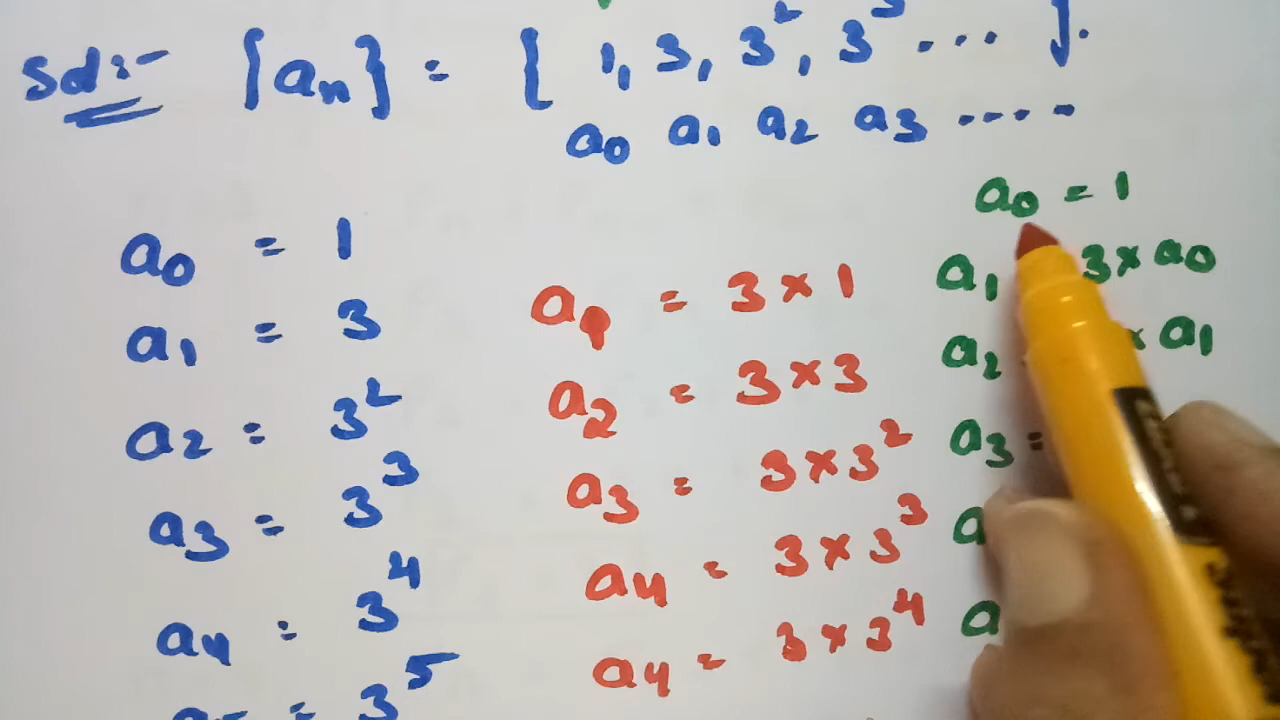 Sol:- {an} = { 1, 3, 3², 3³ .... }.
a0 a1 a2 a3 ....
a0 = 1
a0 = 1
a1 = 3
a1 = 3×1
a1 3×a0
a2 = 3²
a2 = 3×3
a2 ×a1
a3 = 3³
a3 = 3×3²
a3 =
a4 = 3⁴
a4 = 3×3³
a
= 3⁵
a4 = 3×3⁴
a